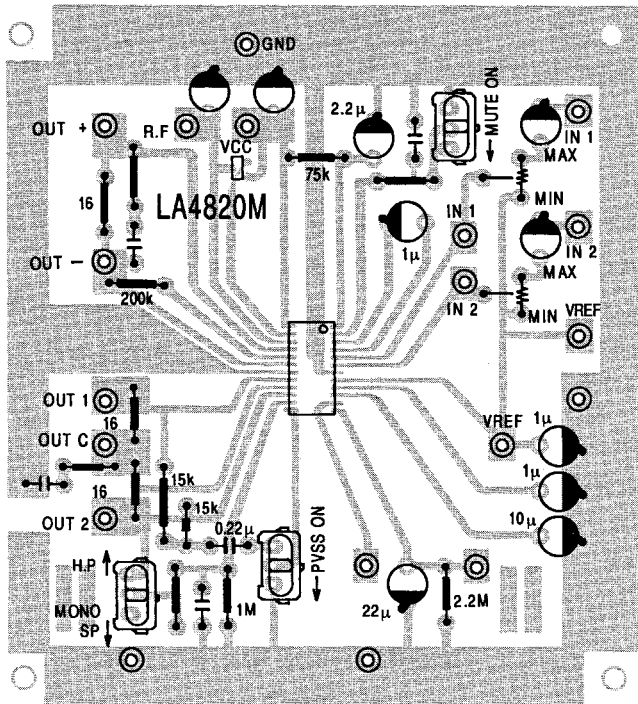 GND
OUT +
R.F
VCC
2.2µ
MUTE ON
IN 1
MAX
75k
16
LA4820M
MIN
IN 1
1µ
IN 2
MAX
OUT −
200k
IN 2
MIN
VREF
OUT 1
16
VREF
1µ
OUT C
15k
1µ
16
15k
OUT 2
0.22µ
10µ
PVSS ON
H.P
MONO
SP
1M
22µ
2.2M